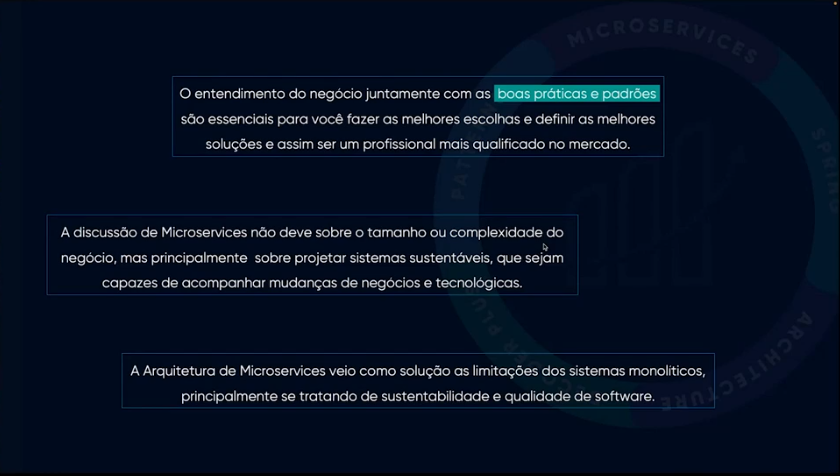 MICROSERVICES
O entendimento do negócio juntamente com as boas práticas e padrões
são essenciais para você fazer as melhores escolhas e definir as melhores
soluções e assim ser um profissional mais qualificado no mercado.
SPRING
A discussão de Microservices não deve sobre o tamanho ou complexidade do
negócio, mas principalmente sobre projetar sistemas sustentáveis, que sejam
capazes de acompanhar mudanças de negócios e tecnológicas.
ARCHITECTURE
A Arquitetura de Microservices veio como solução as limitações dos sistemas monolíticos,
principalmente se tratando de sustentabilidade e qualidade de software.